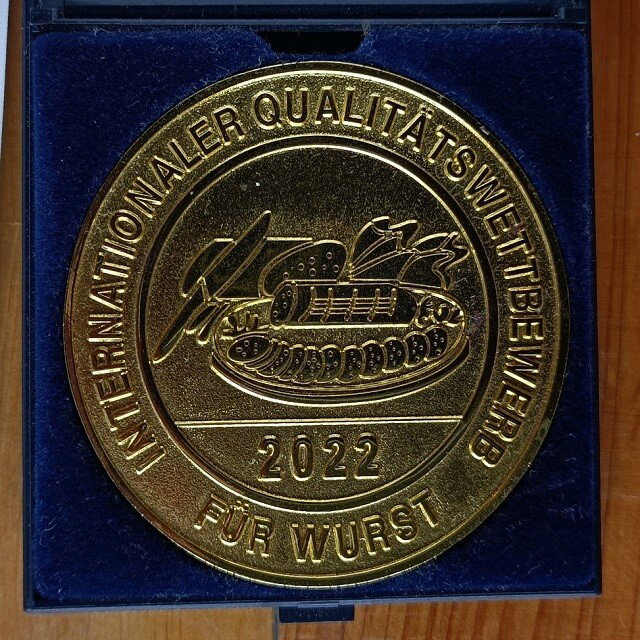 INTERNATIONALER QUALITÄTSWETTBEWERB
2022
FÜR WURST